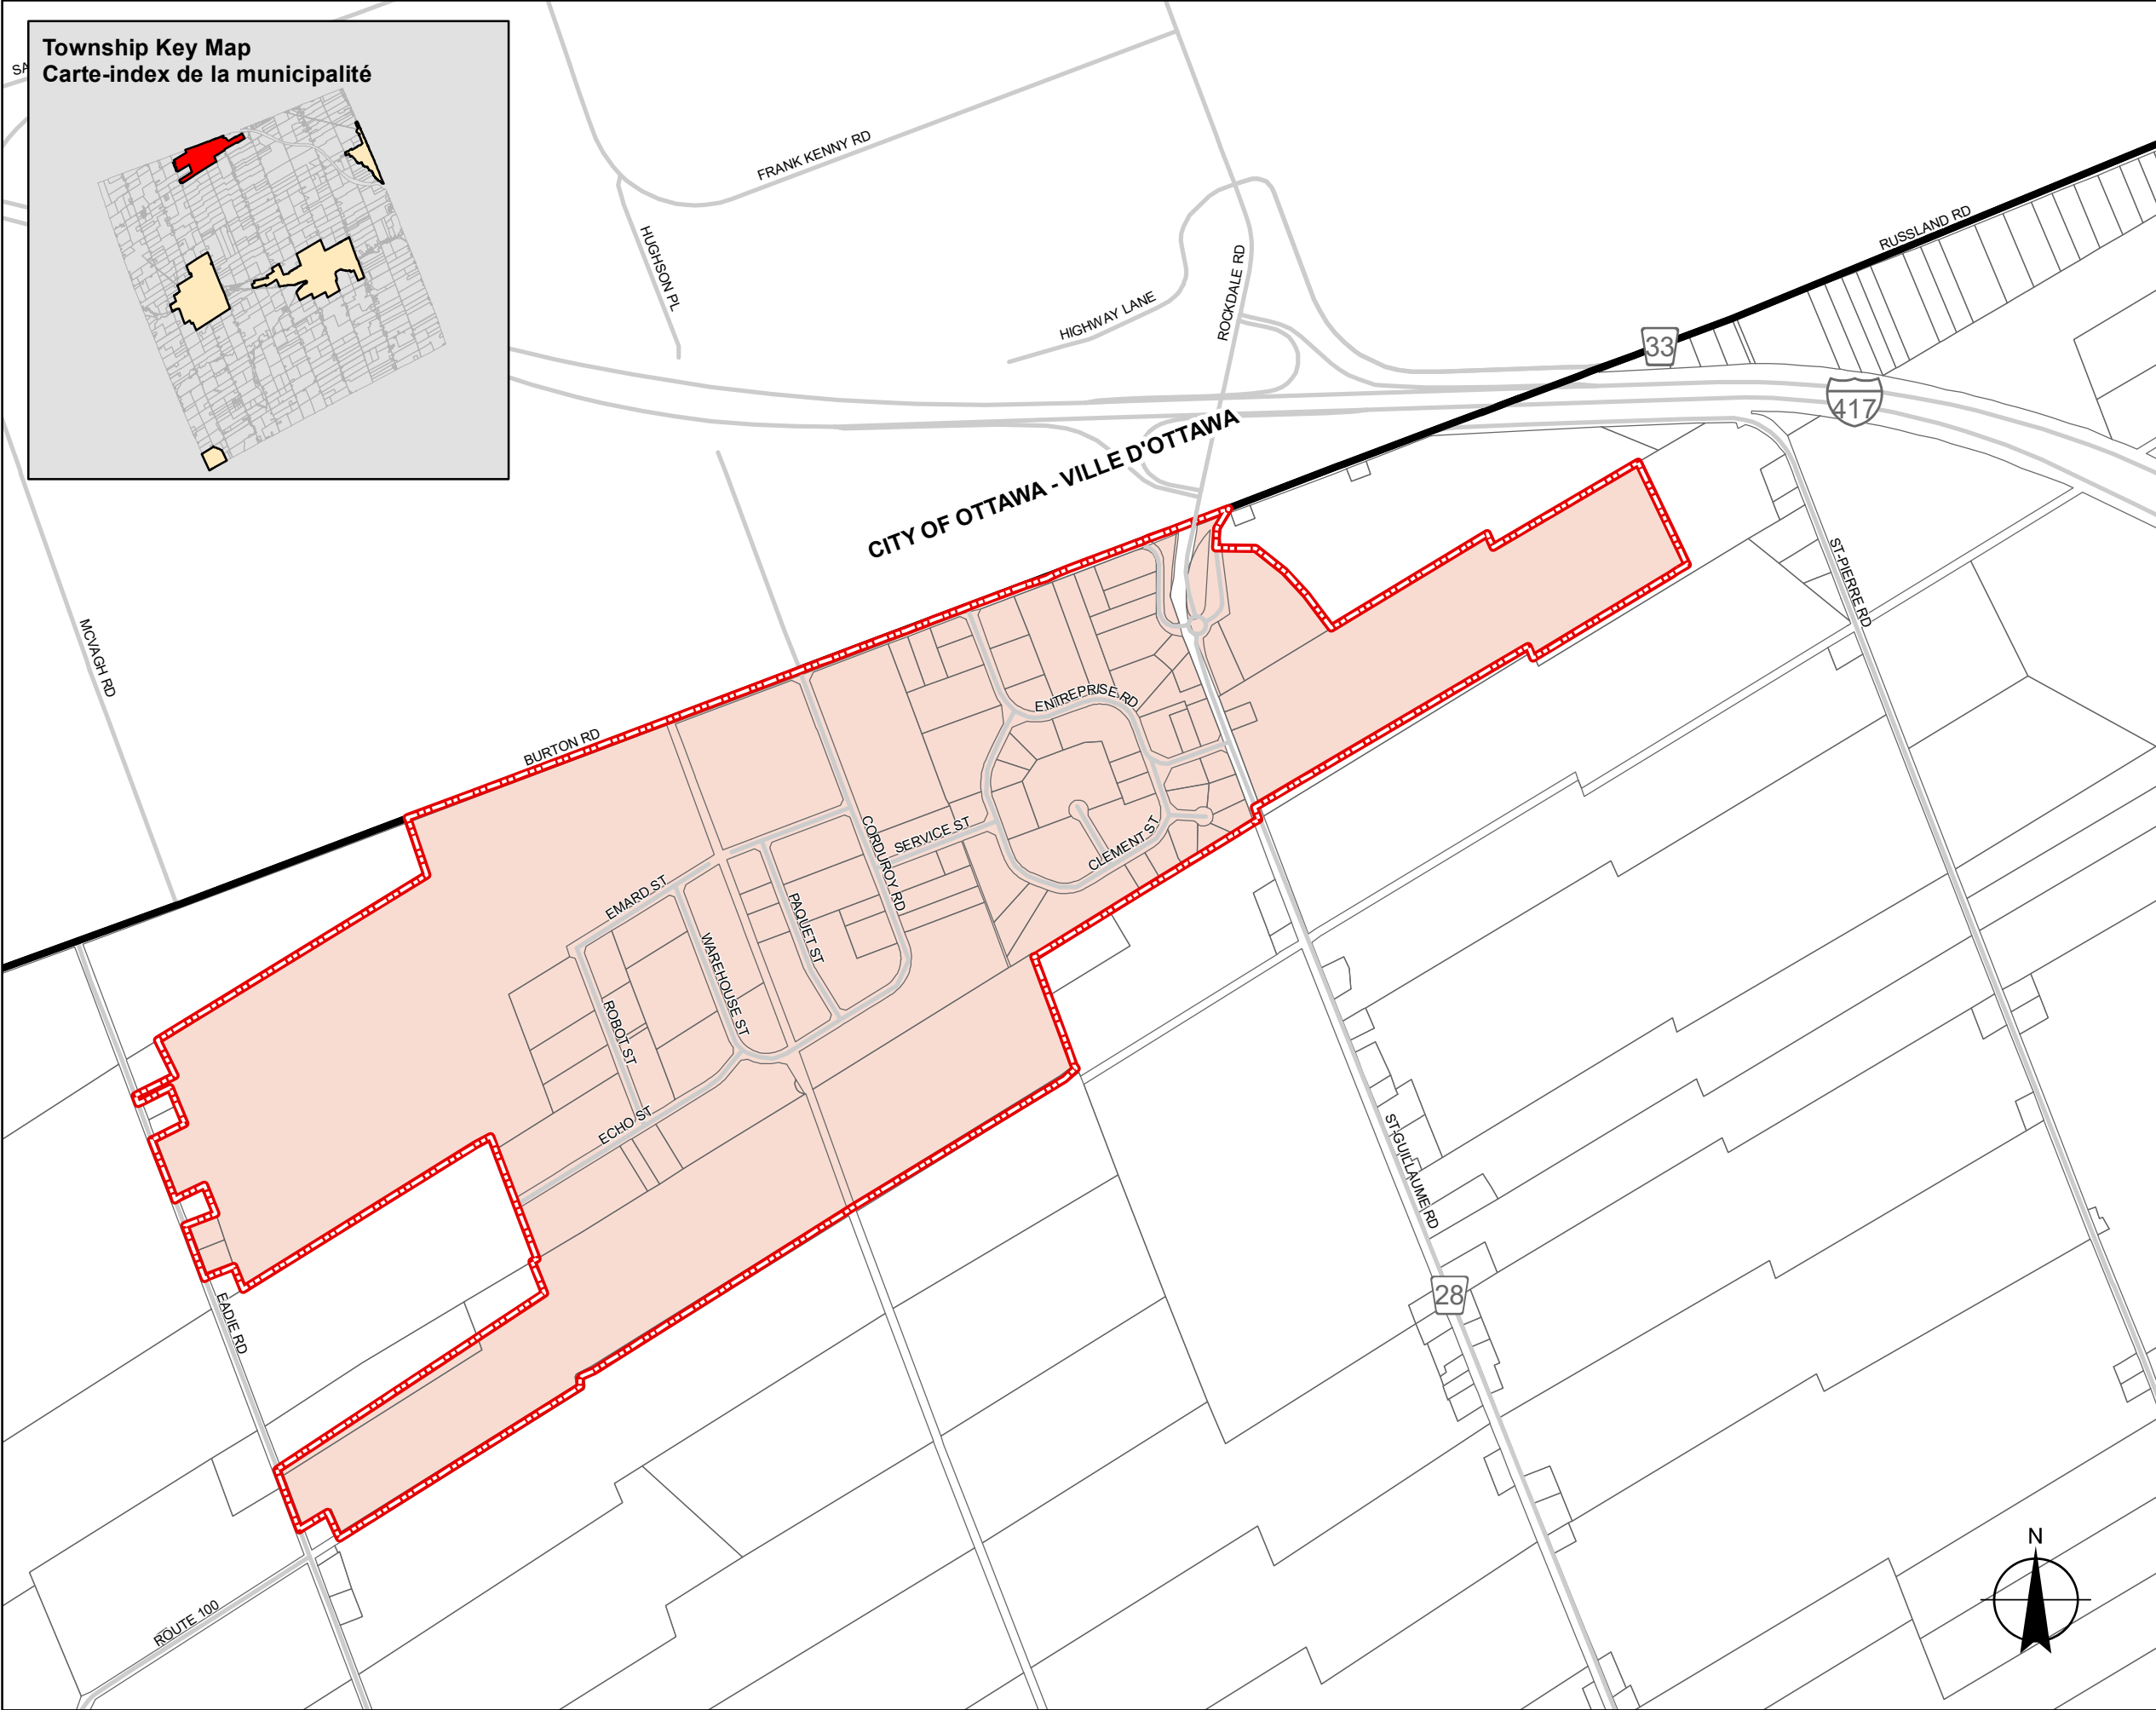 Township Key Map
Carte-index de la municipalité
SA
FRANK KENNY RD
HUGHSON PL
HIGHWAY LANE
ROCKDALE RD
RUSSLAND RD
33
417
CITY OF OTTAWA - VILLE D'OTTAWA
ST-PIERRE RD
MCVAGH RD
BURTON RD
ENTREPRISE RD
SERVICE ST
CORDUROY RD
CLEMENT ST
EMARD ST
PAQUET ST
WAREHOUSE ST
ROBOT ST
ECHO ST
ST-GUILLAUME RD
28
EADIE RD
ROUTE 100
N